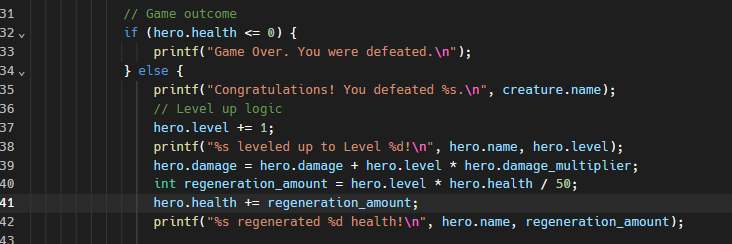 31 // Game outcome
32 if (hero.health <= 0) {
33 printf("Game Over. You were defeated.\n");
34 } else {
35 printf("Congratulations! You defeated %s.\n", creature.name);
36 // Level up logic
37 hero.level += 1;
38 printf("%s leveled up to Level %d!\n", hero.name, hero.level);
39 hero.damage = hero.damage + hero.level * hero.damage_multiplier;
40 int regeneration_amount = hero.level * hero.health / 50;
41 hero.health += regeneration_amount;
42 printf("%s regenerated %d health!\n", hero.name, regeneration_amount);
43